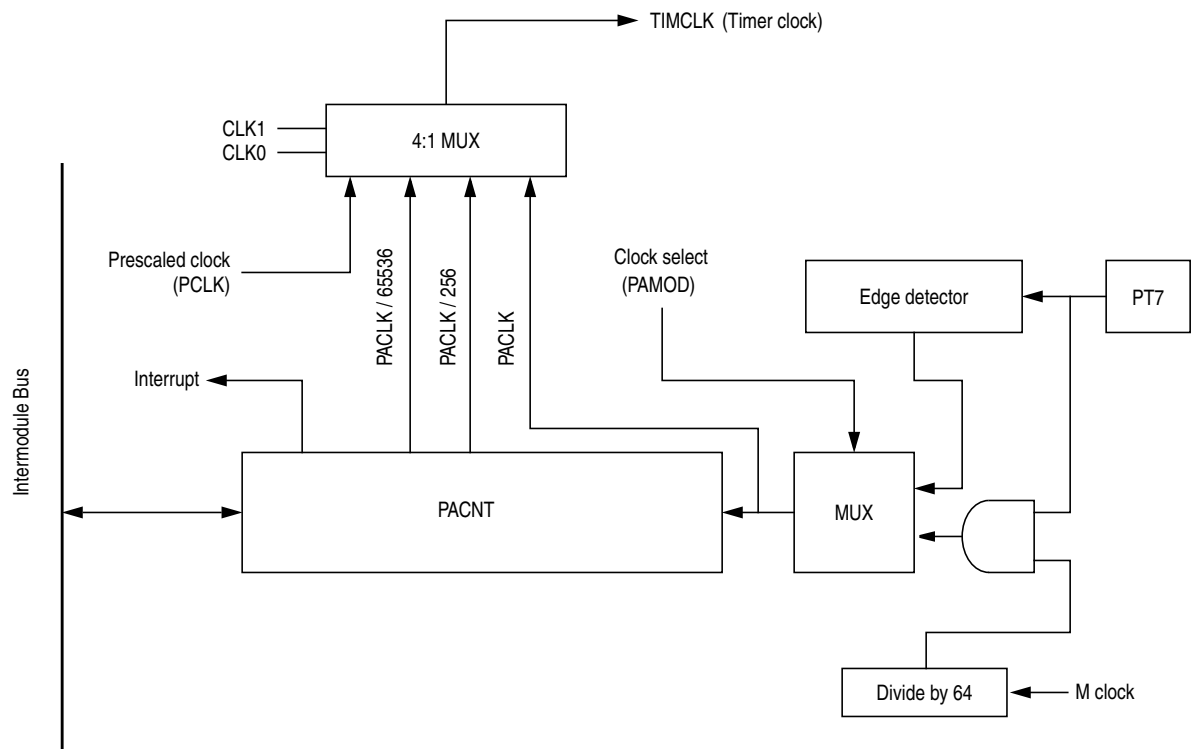 TIMCLK (Timer clock)
CLK1
CLK0
4:1 MUX
Prescaled clock
(PCLK)
PACLK / 65536
PACLK / 256
PACLK
Clock select
(PAMOD)
Edge detector
PT7
Interrupt
Intermodule Bus
PACNT
MUX
Divide by 64
M clock